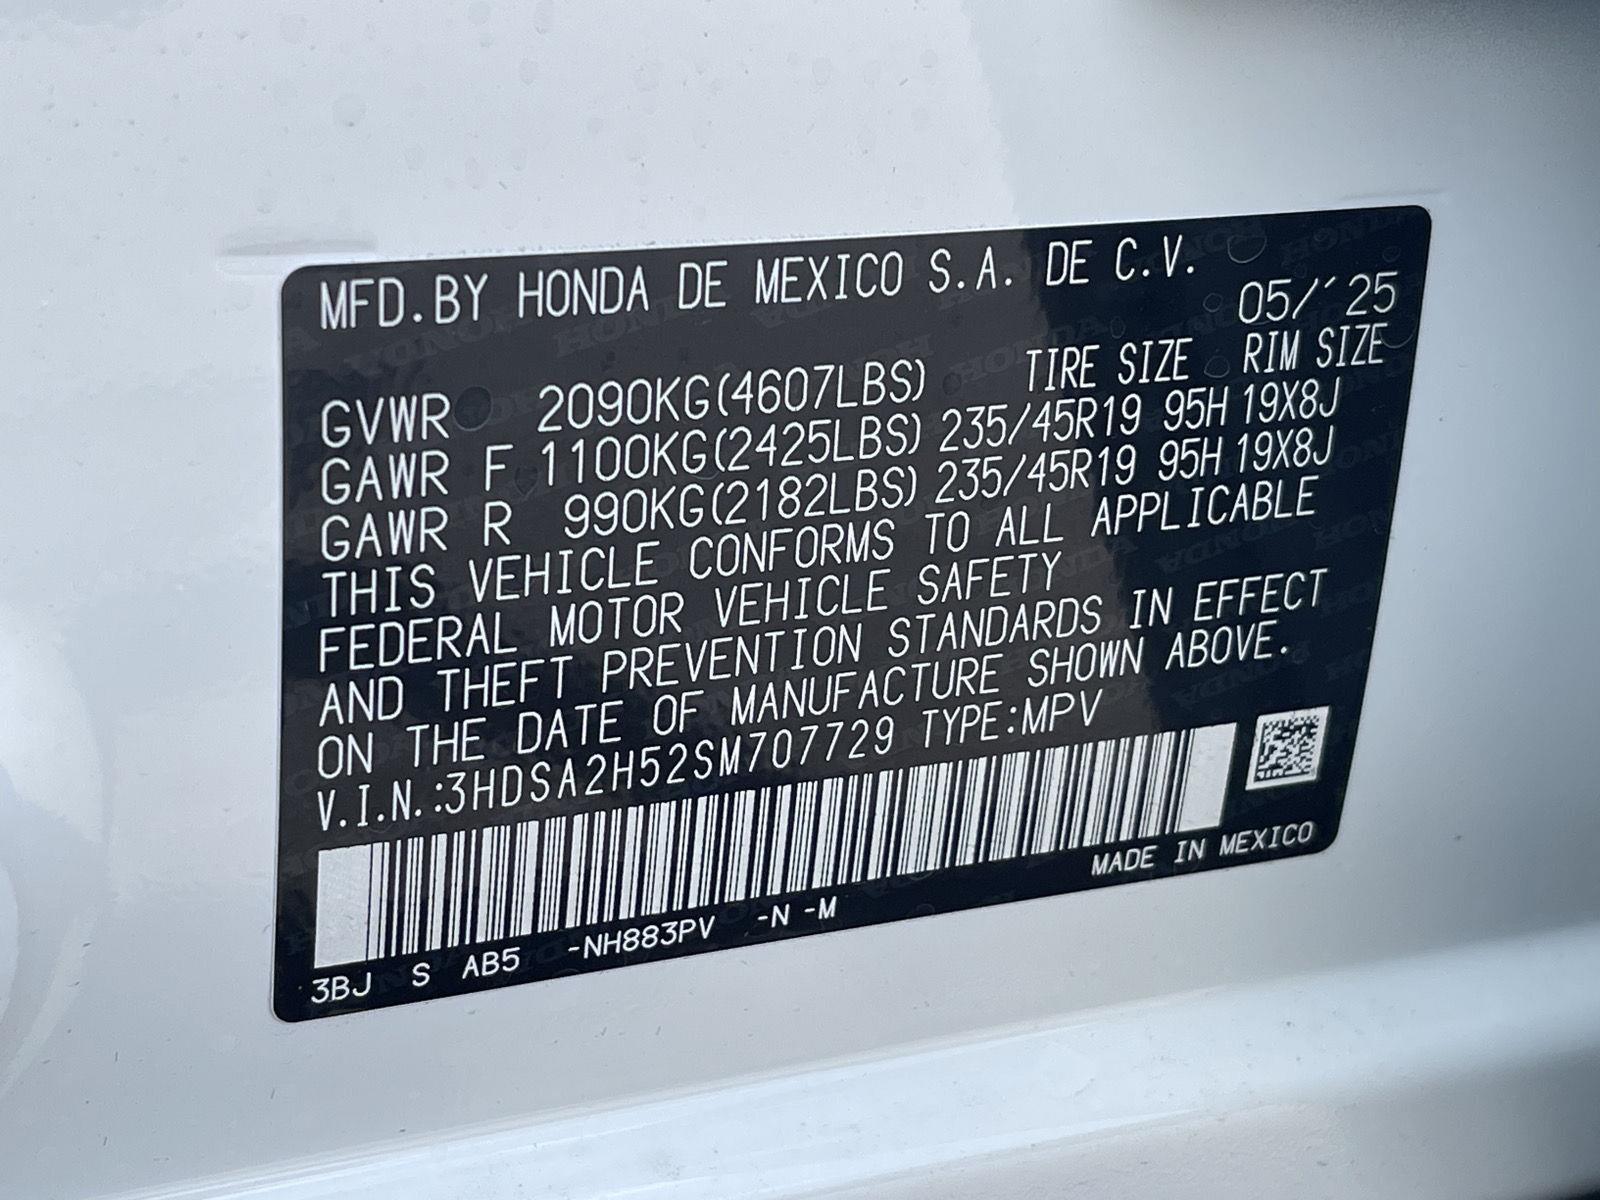 MFD.BY HONDA DE MEXICO S.A. DE C.V.
05/´25
GVWR 2090KG(4607LBS) TIRE SIZE RIM SIZE
GAWR F 1100KG(2425LBS) 235/45R19 95H 19X8J
GAWR R 990KG(2182LBS) 235/45R19 95H 19X8J
THIS VEHICLE CONFORMS TO ALL APPLICABLE
FEDERAL MOTOR VEHICLE SAFETY
AND THEFT PREVENTION STANDARDS IN EFFECT
ON THE DATE OF MANUFACTURE SHOWN ABOVE.
V.I.N.:3HDSA2H52SM707729 TYPE:MPV
MADE IN MEXICO
3BJ S AB5 -NH883PV -N -M